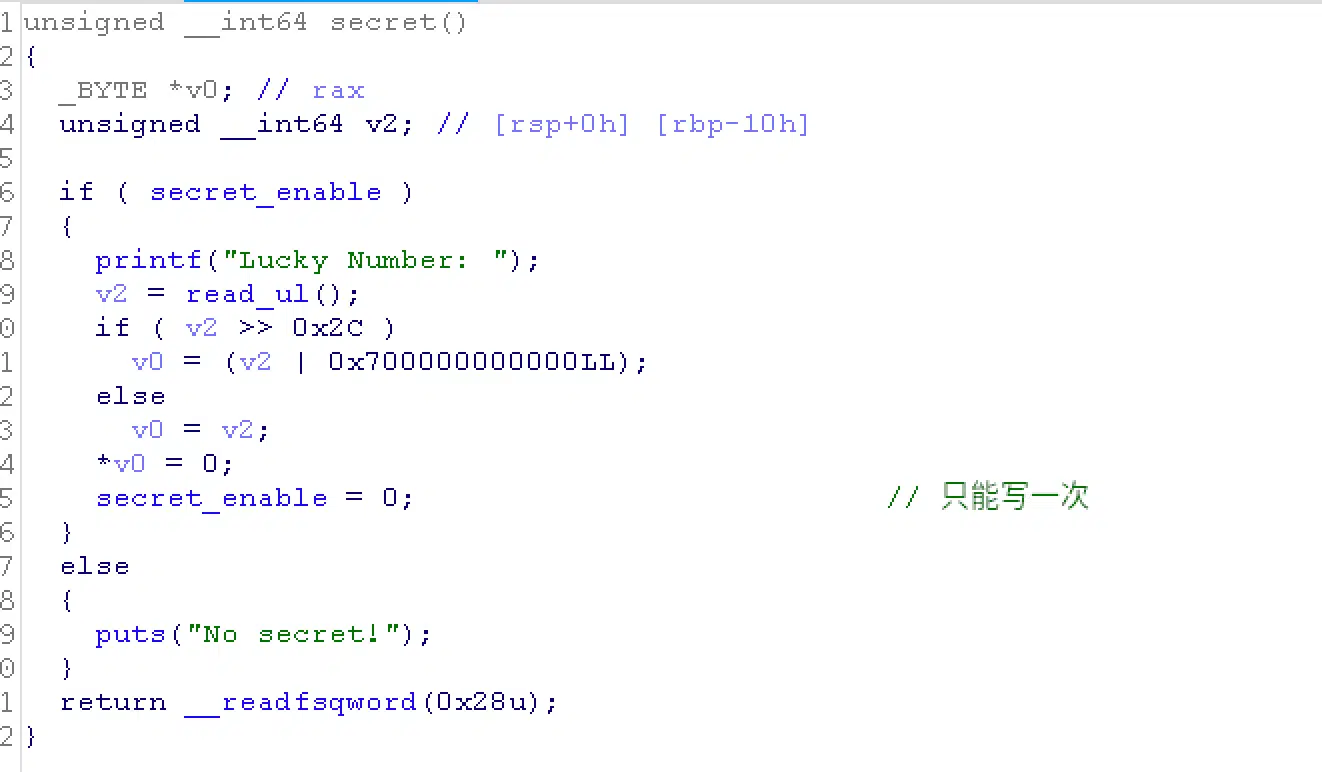 1 unsigned __int64 secret()
2 {
3 _BYTE *v0; // rax
4 unsigned __int64 v2; // [rsp+0h] [rbp-10h]
5
6 if ( secret_enable )
7 {
8 printf("Lucky Number: ");
9 v2 = read_ul();
0 if ( v2 >> 0x2C )
1 v0 = (v2 | 0x700000000000LL);
2 else
3 v0 = v2;
4 *v0 = 0;
5 secret_enable = 0; // 只能写一次
6 }
7 else
8 {
9 puts("No secret!");
0 }
1 return __readfsqword(0x28u);
2 }